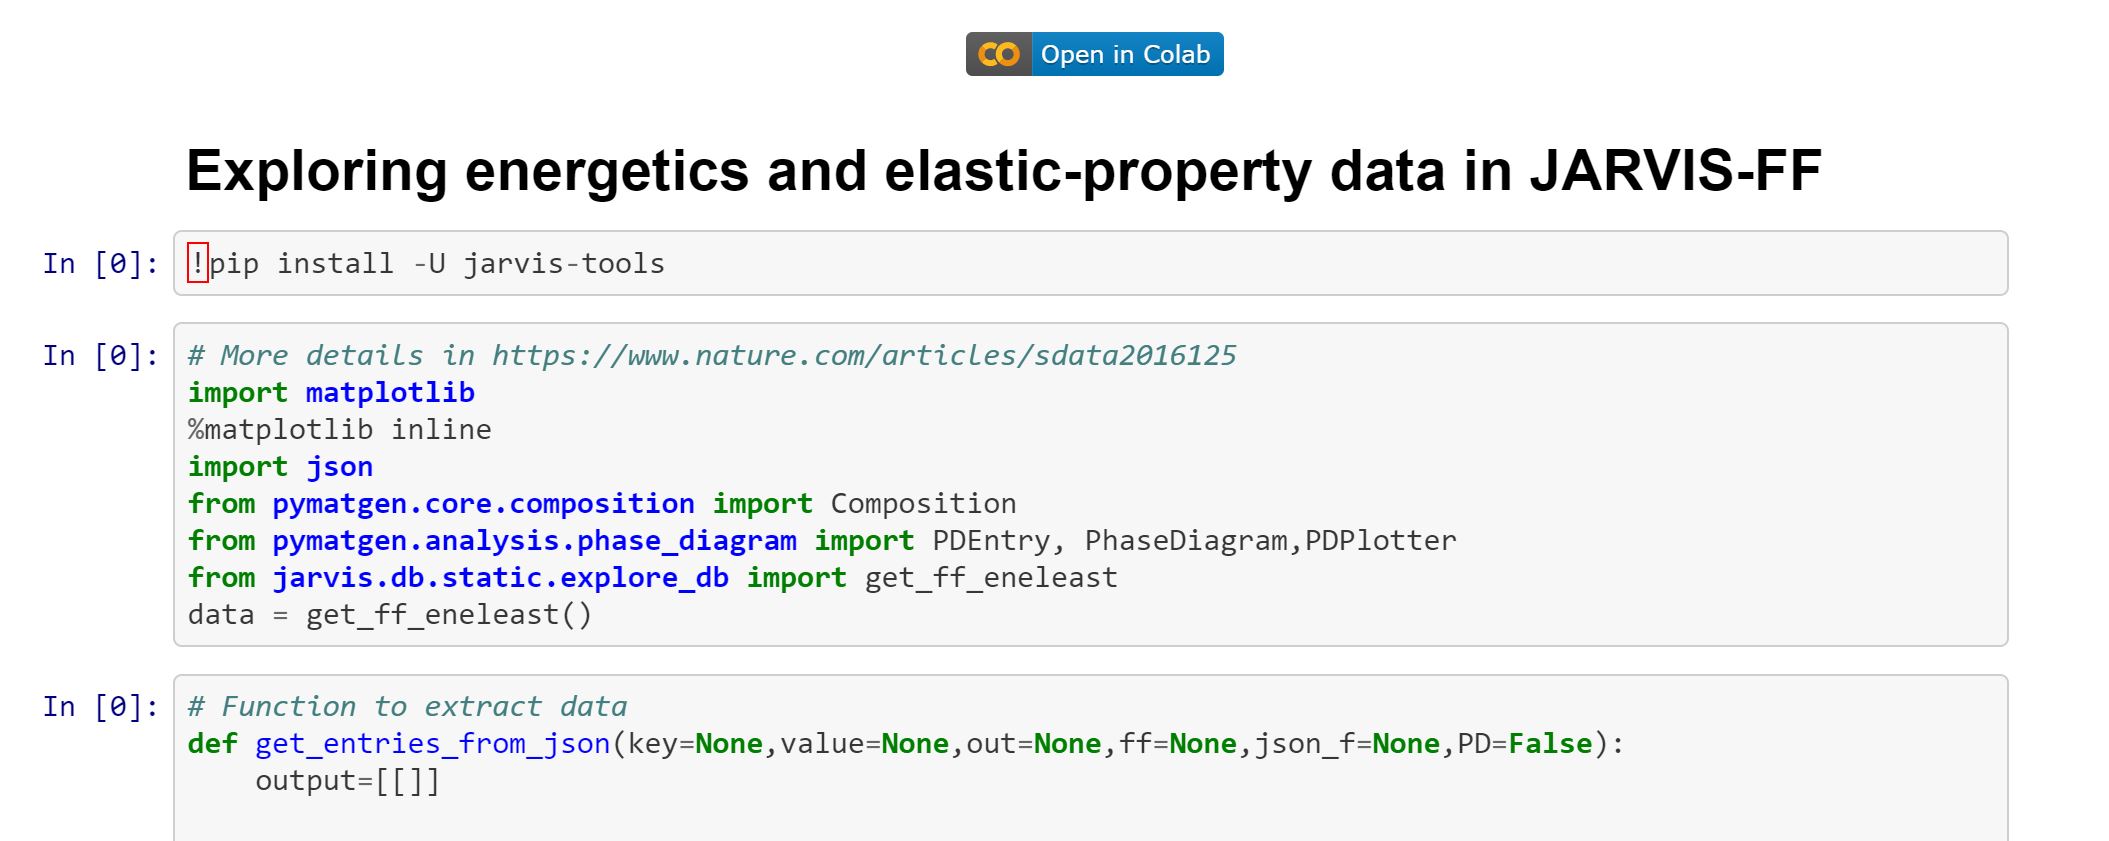 Open in Colab
Exploring energetics and elastic-property data in JARVIS-FF
In [0]: !pip install -U jarvis-tools
In [0]: # More details in https://www.nature.com/articles/sdata2016125
import matplotlib
%matplotlib inline
import json
from pymatgen.core.composition import Composition
from pymatgen.analysis.phase_diagram import PDEntry, PhaseDiagram,PDPlotter
from jarvis.db.static.explore_db import get_ff_eneleast
data = get_ff_eneleast()
In [0]: # Function to extract data
def get_entries_from_json(key=None,value=None,out=None,ff=None,json_f=None,PD=False):
    output=[[]]